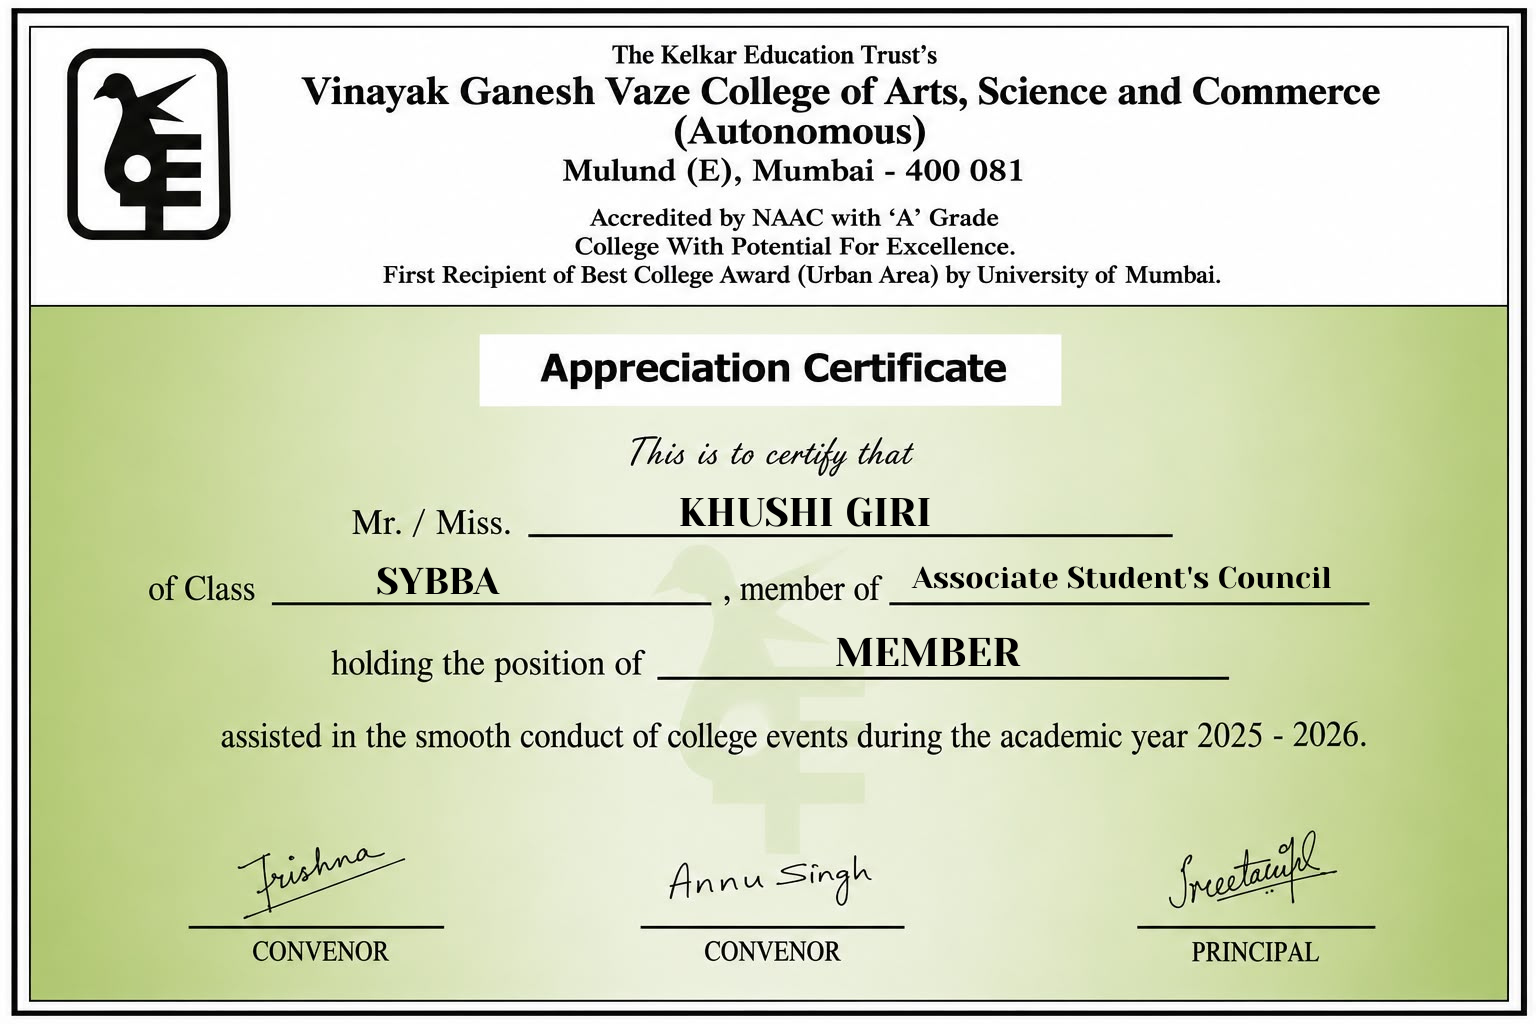 The Kelkar Education Trust’s
Vinayak Ganesh Vaze College of Arts, Science and Commerce
(Autonomous)
Mulund (E), Mumbai - 400 081
Accredited by NAAC with ‘A’ Grade
College With Potential For Excellence.
First Recipient of Best College Award (Urban Area) by University of Mumbai.
Appreciation Certificate
This is to certify that
Mr. / Miss. KHUSHI GIRI
of Class SYBBA , member of Associate Student's Council
holding the position of MEMBER
assisted in the smooth conduct of college events during the academic year 2025 - 2026.
Trishna Annu Singh
CONVENOR CONVENOR PRINCIPAL